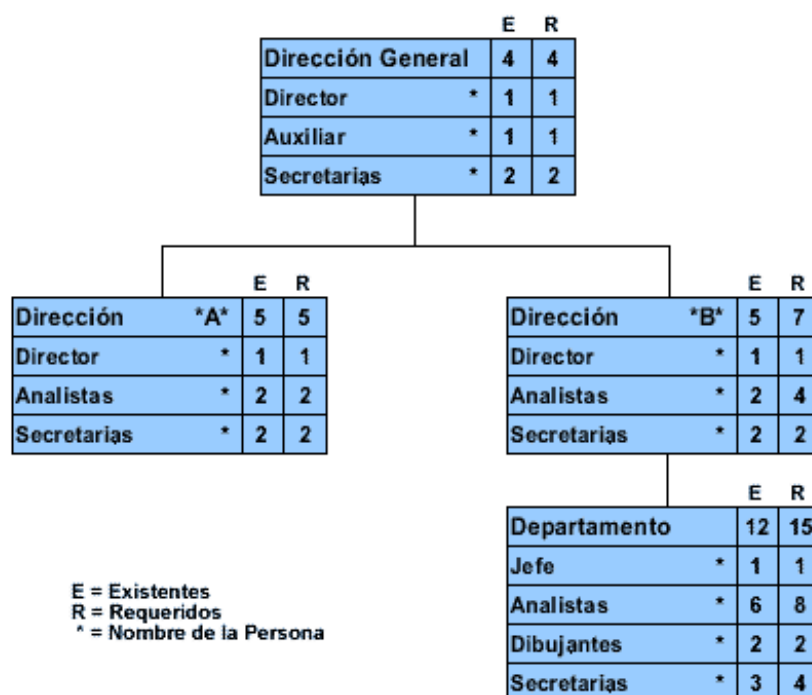 E R
Dirección General 4 4
Director * 1 1
Auxiliar * 1 1
Secretarias * 2 2
E R
Dirección *A* 5 5
Director * 1 1
Analistas * 2 2
Secretarias * 2 2
E R
Dirección *B* 5 7
Director * 1 1
Analistas * 2 4
Secretarias * 2 2
E R
Departamento 12 15
Jefe * 1 1
Analistas * 6 8
Dibujantes * 2 2
Secretarias * 3 4
E = Existentes
R = Requeridos
* = Nombre de la Persona